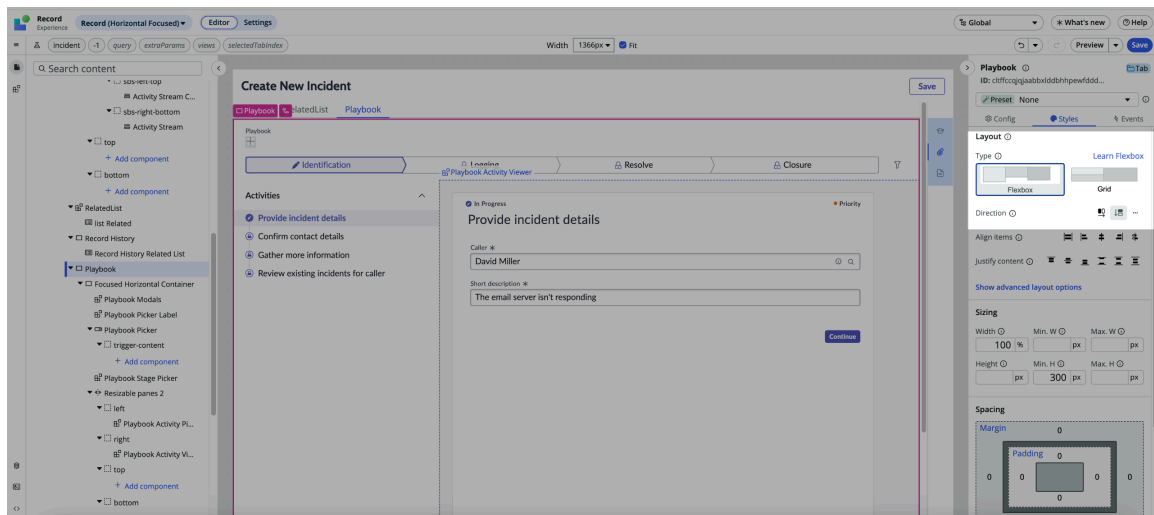 Record
Experience
Record (Horizontal Focused)
Editor
Settings
Global
What's new
Help
incident
-1
query
extraParams
views
selectedTabIndex
Width
1366px
Fit
Preview
Save
Search content
sbs-left-top
Activity Stream C...
sbs-right-bottom
Activity Stream
top
+ Add component
bottom
+ Add component
RelatedList
list Related
Record History
Record History Related List
Playbook
Focused Horizontal Container
Playbook Modals
Playbook Picker Label
Playbook Picker
trigger-content
+ Add component
Playbook Stage Picker
Resizable panes 2
left
Playbook Activity Pi...
right
Playbook Activity Vi...
top
+ Add component
bottom
Create New Incident
Save
Playbook
elatedList
Playbook
Playbook
Identification
Logging
Resolve
Closure
Playbook Activity Viewer
Activities
Provide incident details
Confirm contact details
Gather more information
Review existing incidents for caller
In Progress
Priority
Provide incident details
Caller *
David Miller
Short description *
The email server isn't responding
Continue
Playbook
Tab
Preset
None
Config
Styles
Events
Layout
Type
Learn Flexbox
Flexbox
Grid
Direction
Align items
Justify content
Show advanced layout options
Sizing
Width
Min. W
Max. W
100 %
px
px
Height
Min. H
Max. H
px
300 px
px
Spacing
Margin
0
Padding
0
0
0
0
0
0